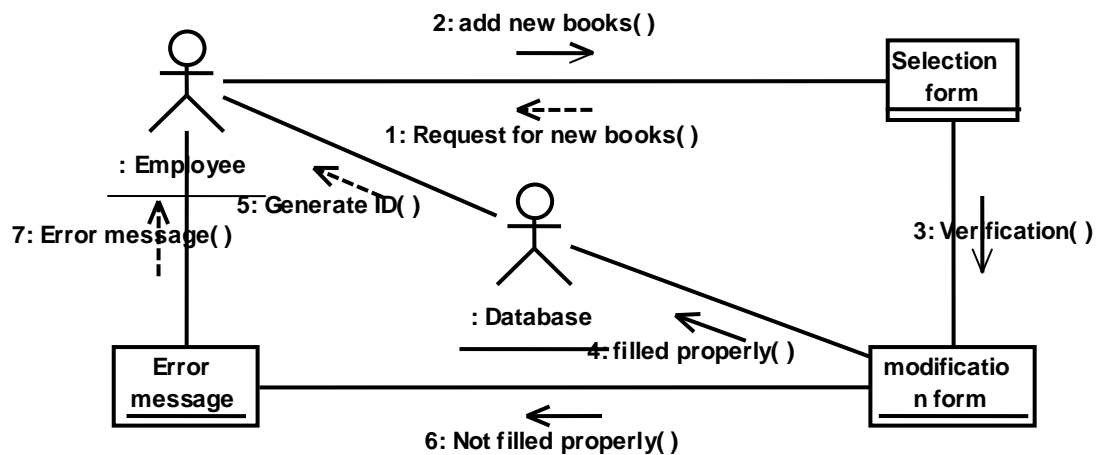 2: add new books( )
Selection
form
1: Request for new books( )
: Employee
5: Generate ID( )
7: Error message( )
3: Verification( )
: Database
4: filled properly( )
Error
message
modificatio
n form
6: Not filled properly( )